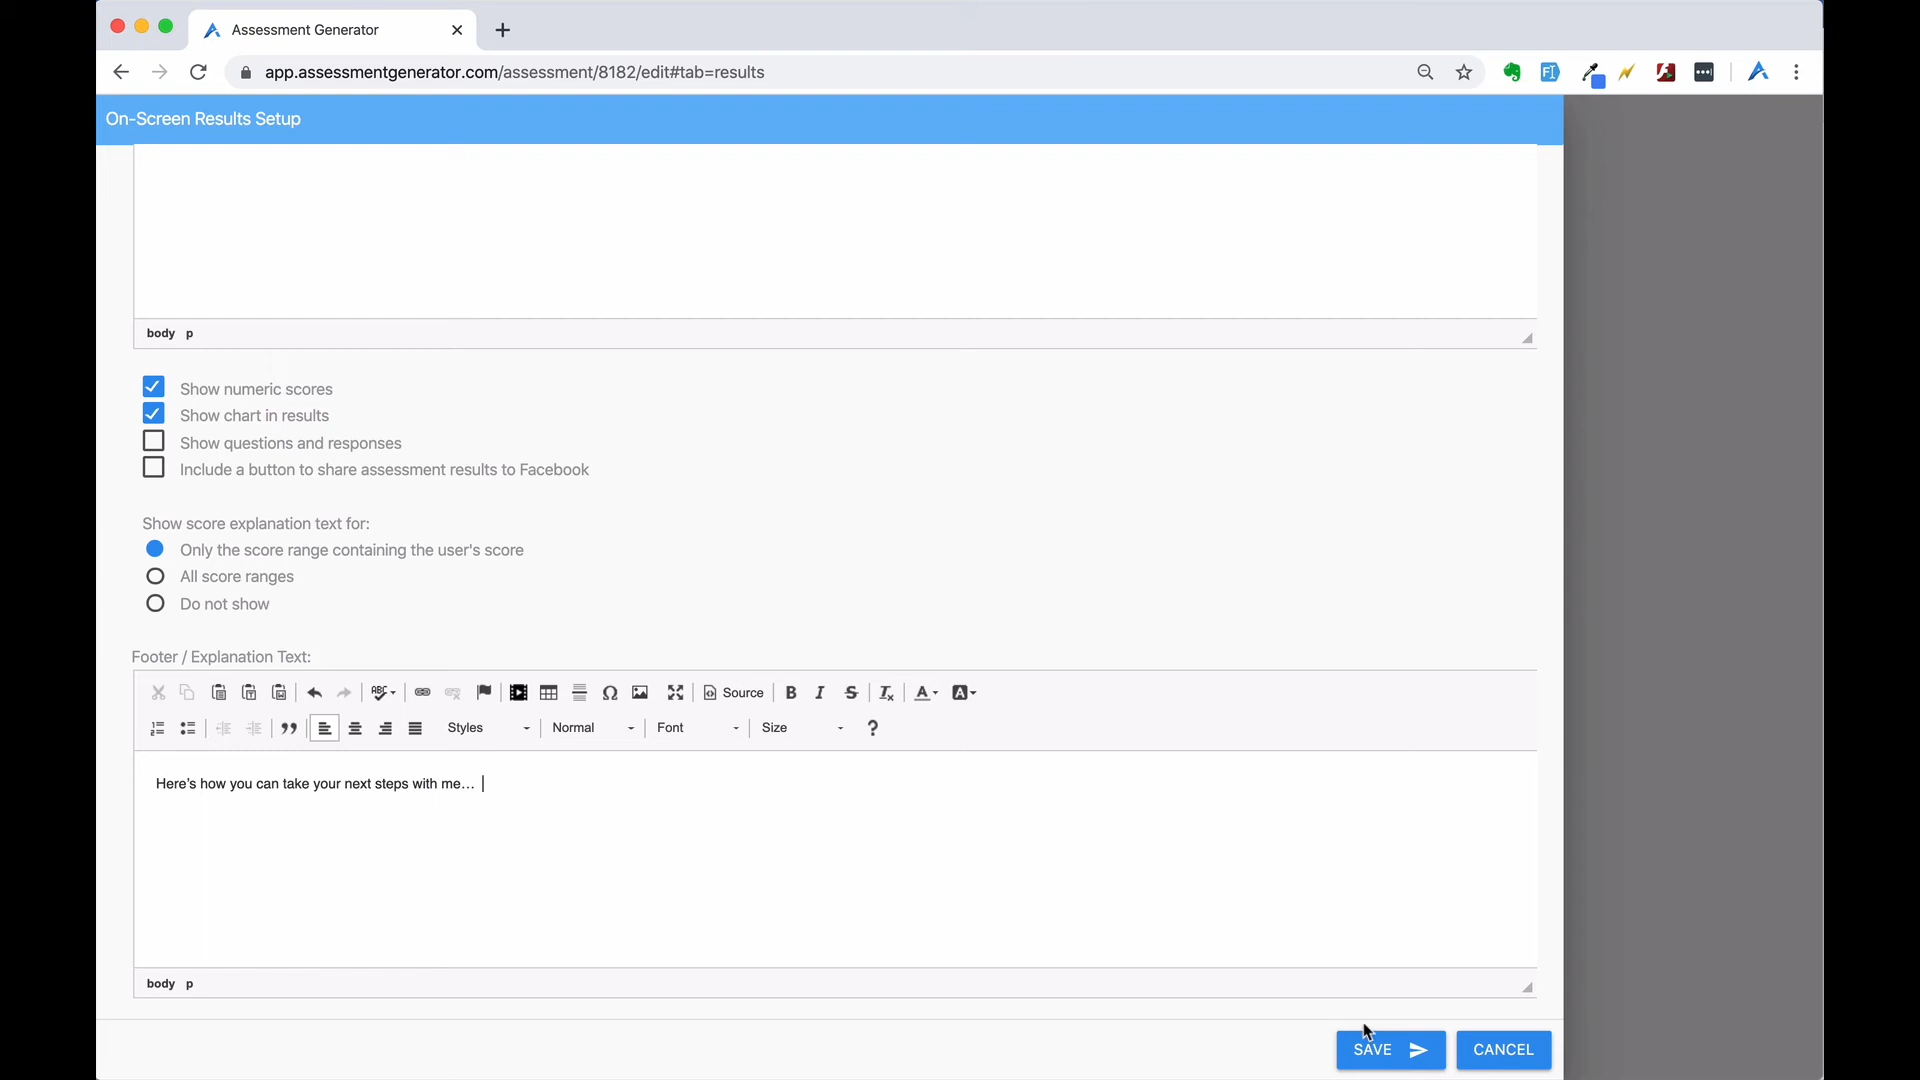 Assessment Generator
app.assessmentgenerator.com/assessment/8182/edit#tab=results
On-Screen Results Setup
body p
Show numeric scores
Show chart in results
Show questions and responses
Include a button to share assessment results to Facebook
Show score explanation text for:
Only the score range containing the user's score
All score ranges
Do not show
Footer / Explanation Text:
ABC Source B I S Ix A A
Styles Normal Font Size ?
Here’s how you can take your next steps with me…
body p
SAVE CANCEL